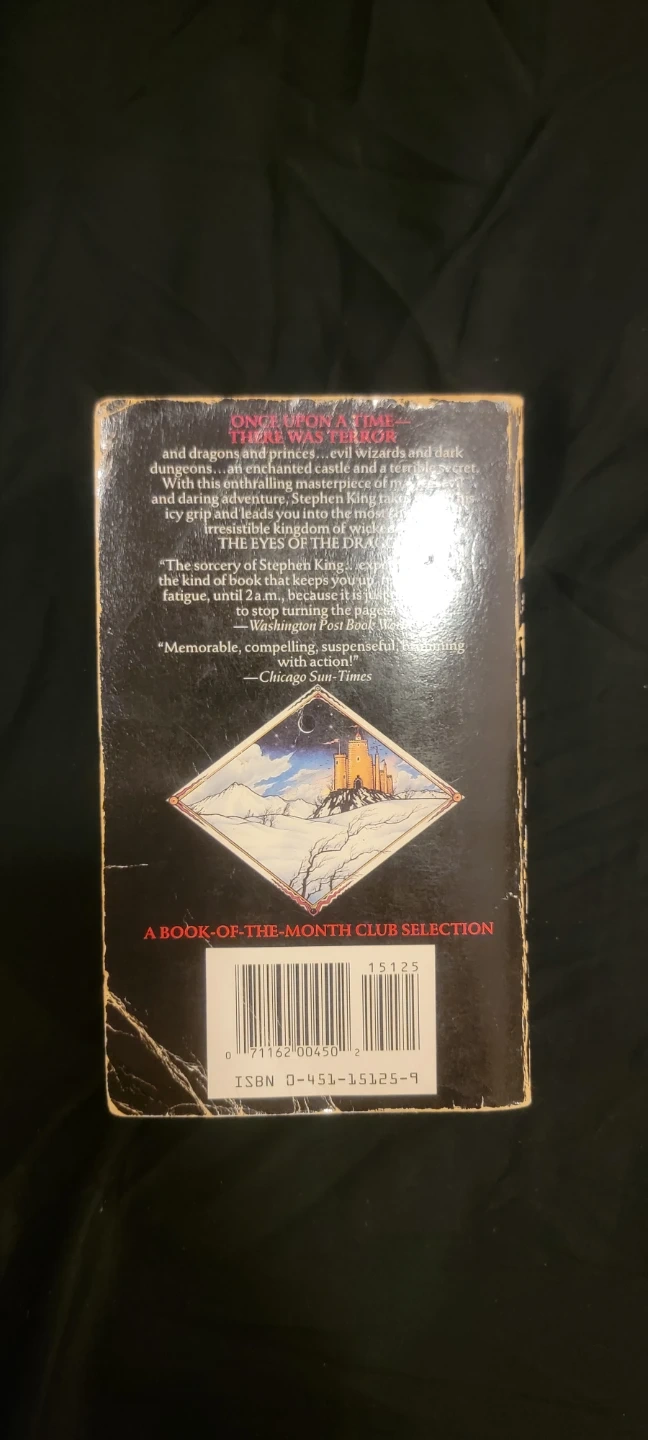 ONCE UPON A TIME—
THERE WAS TERROR
and dragons and princes...evil wizards and dark
dungeons...an enchanted castle and a terrible secret.
With this enthralling masterpiece of
and daring adventure, Stephen King
icy grip and leads you into the most
irresistible kingdom of
THE EYES OF THE
"The sorcery of Stephen King...
the kind of book that keeps you up,
fatigue, until 2 a.m., because it is
to stop turning the pages
—Washington Post Book
"Memorable, compelling, suspenseful,
with action!"
—Chicago Sun-Times
A BOOK-OF-THE-MONTH CLUB SELECTION
15125
0 71162 00450 2
ISBN 0-451-15125-9